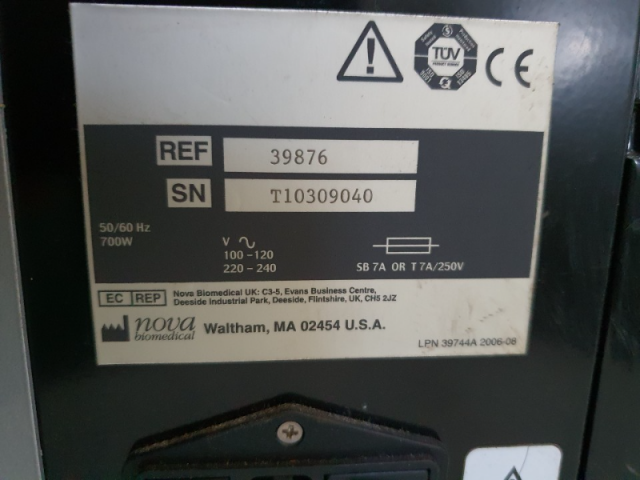 TÜV
CE
REF 39876
SN T10309040
50/60 Hz
700W
V
100-120
220-240
SB 7A OR T 7A/250V
EC REP Nova Biomedical UK: C3-5, Evans Business Centre,
Deeside Industrial Park, Deeside, Flintshire, UK, CH5 2JZ
nova
biomedical
Waltham, MA 02454 U.S.A.
LPN 39744A 2006-08